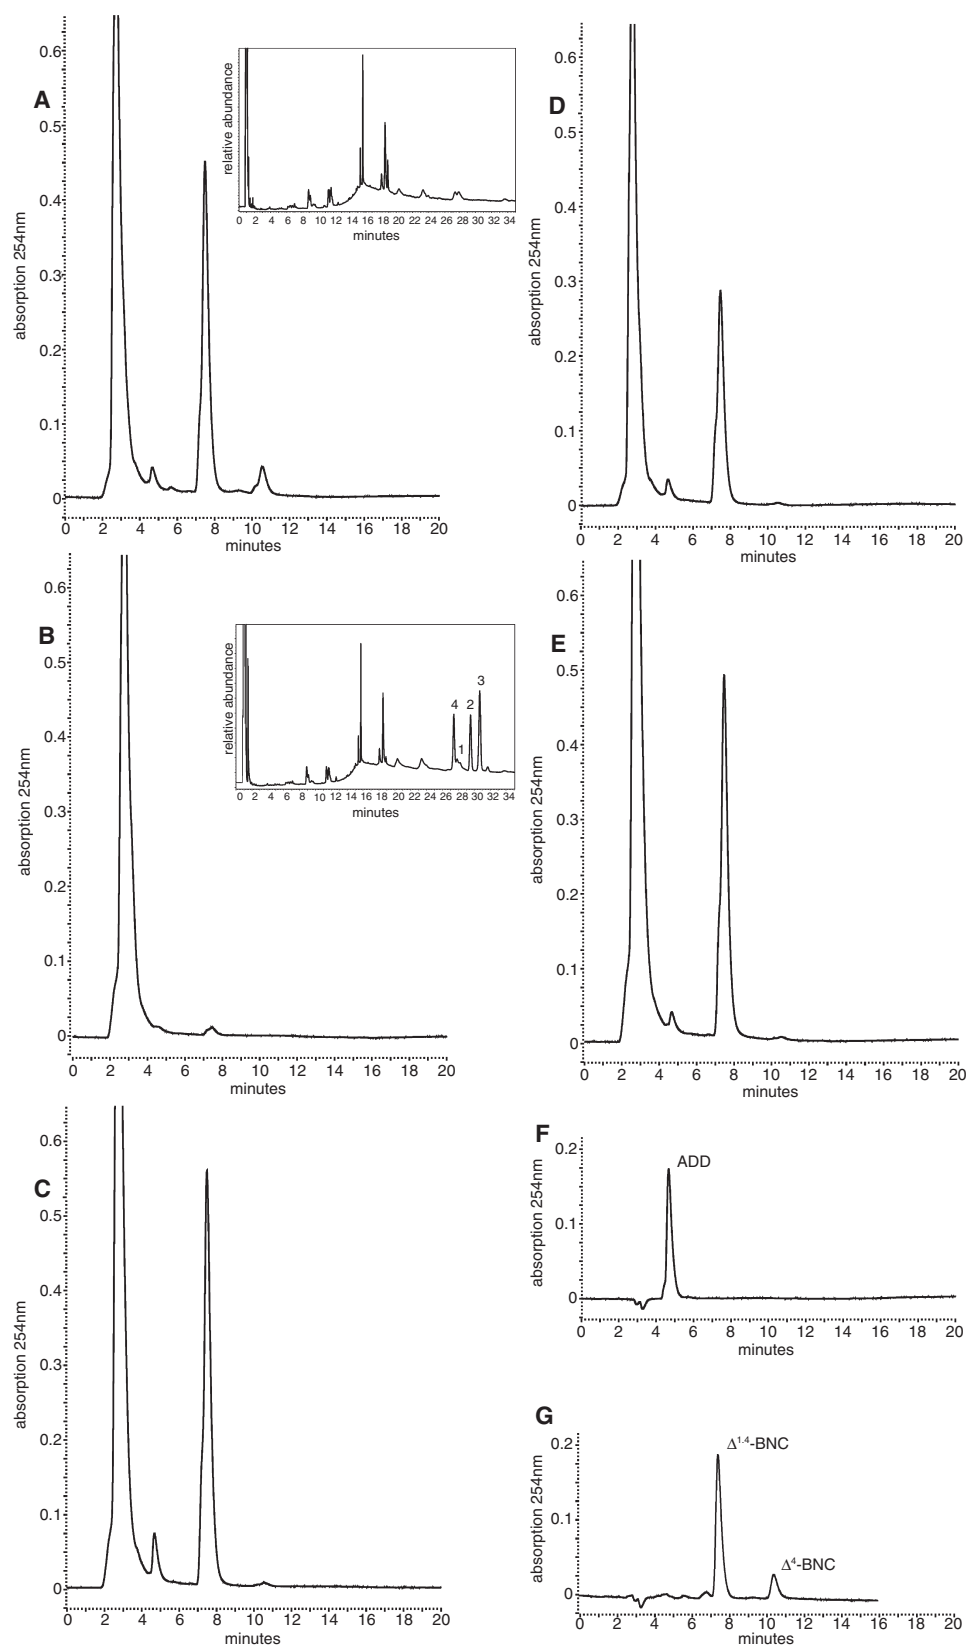 A
absorption 254nm
0.6
0.5
0.4
0.3
0.2
0.1
0
0 2 4 6 8 10 12 14 16 18 20
minutes
relative abundance
0 2 4 6 8 10 12 14 16 18 20 22 24 26 28 30 32 34
minutes
D
absorption 254nm
0.6
0.5
0.4
0.3
0.2
0.1
0
0 2 4 6 8 10 12 14 16 18 20
minutes
B
absorption 254nm
0.6
0.5
0.4
0.3
0.2
0.1
0
0 2 4 6 8 10 12 14 16 18 20
minutes
relative abundance
3
4 2
1
0 2 4 6 8 10 12 14 16 18 20 22 24 26 28 30 32 34
minutes
E
absorption 254nm
0.6
0.5
0.4
0.3
0.2
0.1
0
0 2 4 6 8 10 12 14 16 18 20
minutes
C
absorption 254nm
0.6
0.5
0.4
0.3
0.2
0.1
0
0 2 4 6 8 10 12 14 16 18 20
minutes
F
absorption 254nm
0.2
0.1
0
ADD
0 2 4 6 8 10 12 14 16 18 20
minutes
G
absorption 254nm
0.2
0.1
0
Δ1.4-BNC
Δ4-BNC
0 2 4 6 8 10 12 14 16 18 20
minutes